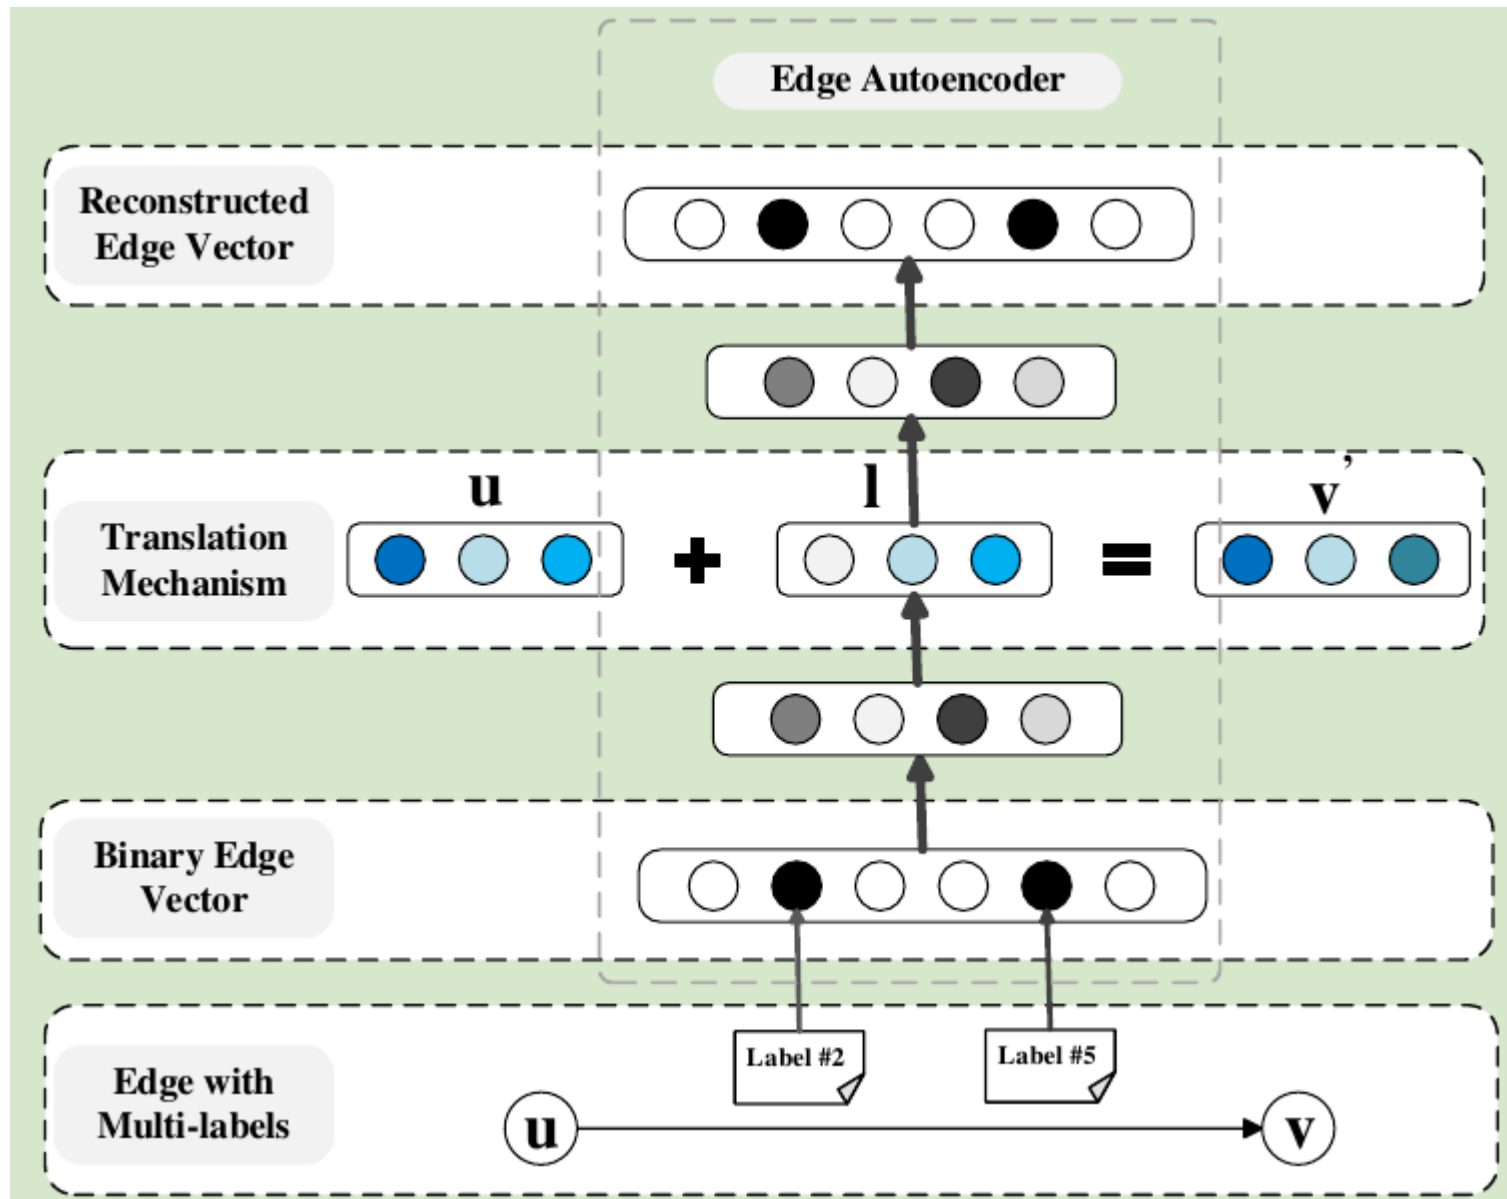 Edge Autoencoder
Reconstructed
Edge Vector
u
l
v’
Translation
Mechanism
+
=
Binary Edge
Vector
Label #2
Label #5
Edge with
Multi-labels
u
v